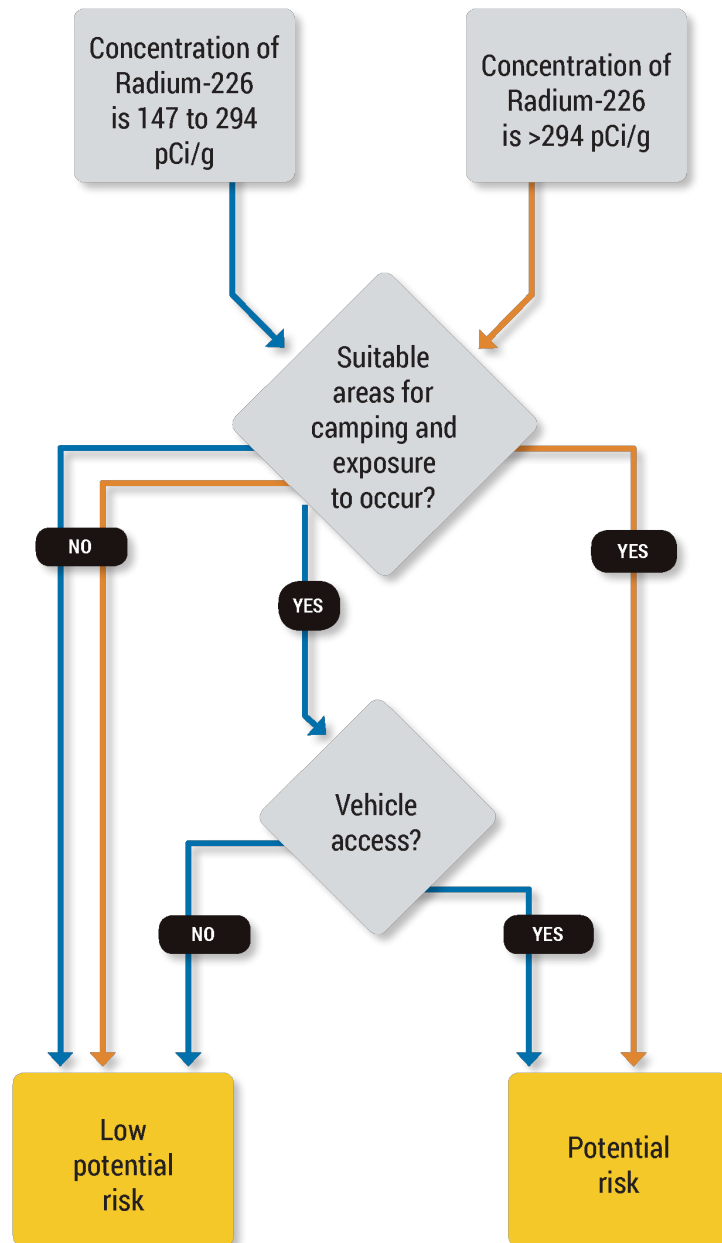 Concentration of
Radium-226
is 147 to 294
pCi/g
Concentration of
Radium-226
is >294 pCi/g
Suitable
areas for
camping and
exposure
to occur?
NO
YES
YES
Vehicle
access?
NO
YES
Low
potential
risk
Potential
risk